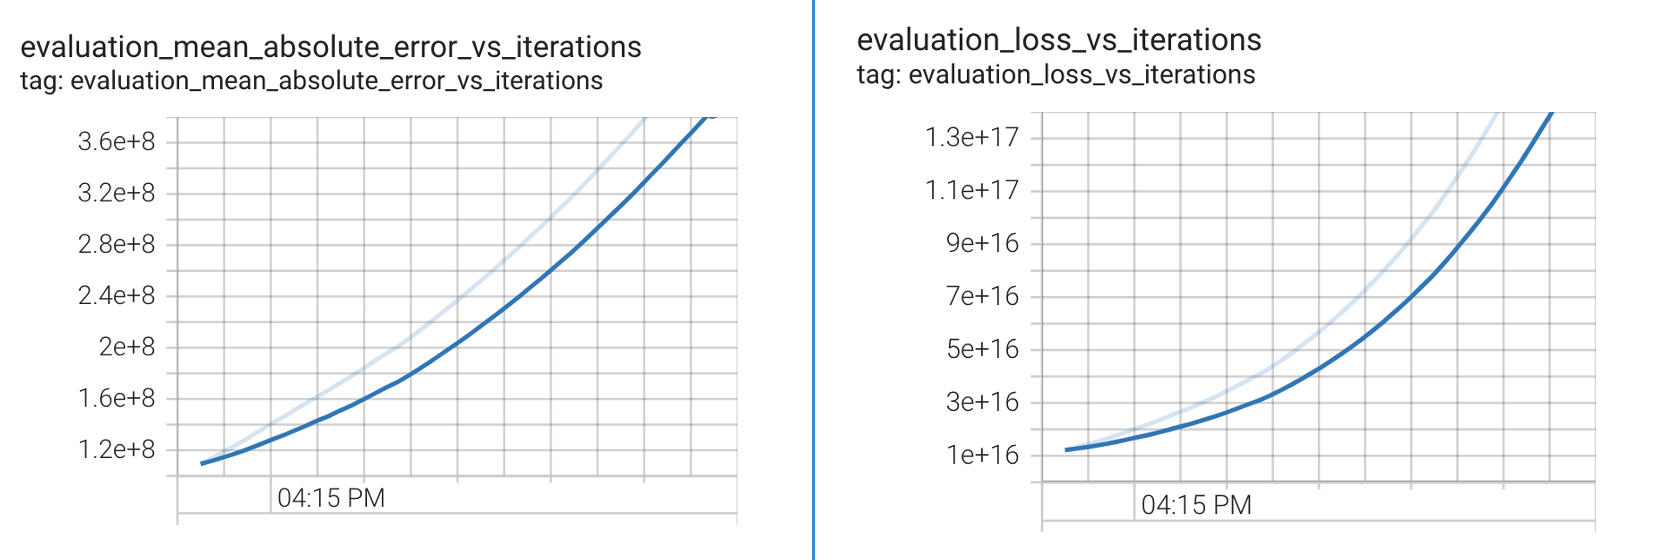 evaluation_mean_absolute_error_vs_iterations
tag: evaluation_mean_absolute_error_vs_iterations
3.6e+8
3.2e+8
2.8e+8
2.4e+8
2e+8
1.6e+8
1.2e+8
04:15 PM
evaluation_loss_vs_iterations
tag: evaluation_loss_vs_iterations
1.3e+17
1.1e+17
9e+16
7e+16
5e+16
3e+16
1e+16
04:15 PM